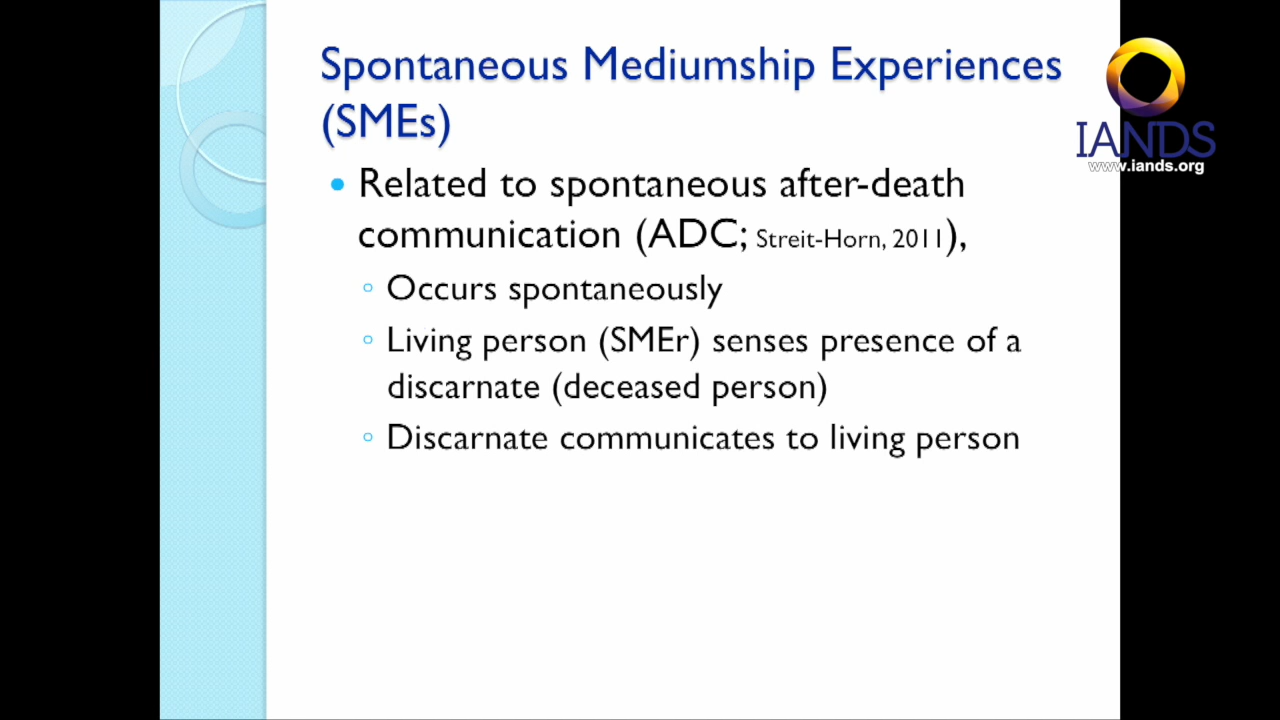 Spontaneous Mediumship Experiences
(SMEs)
IANDS
www.iands.org
• Related to spontaneous after-death
communication (ADC; Streit-Horn, 2011),
◦ Occurs spontaneously
◦ Living person (SMEr) senses presence of a
discarnate (deceased person)
◦ Discarnate communicates to living person